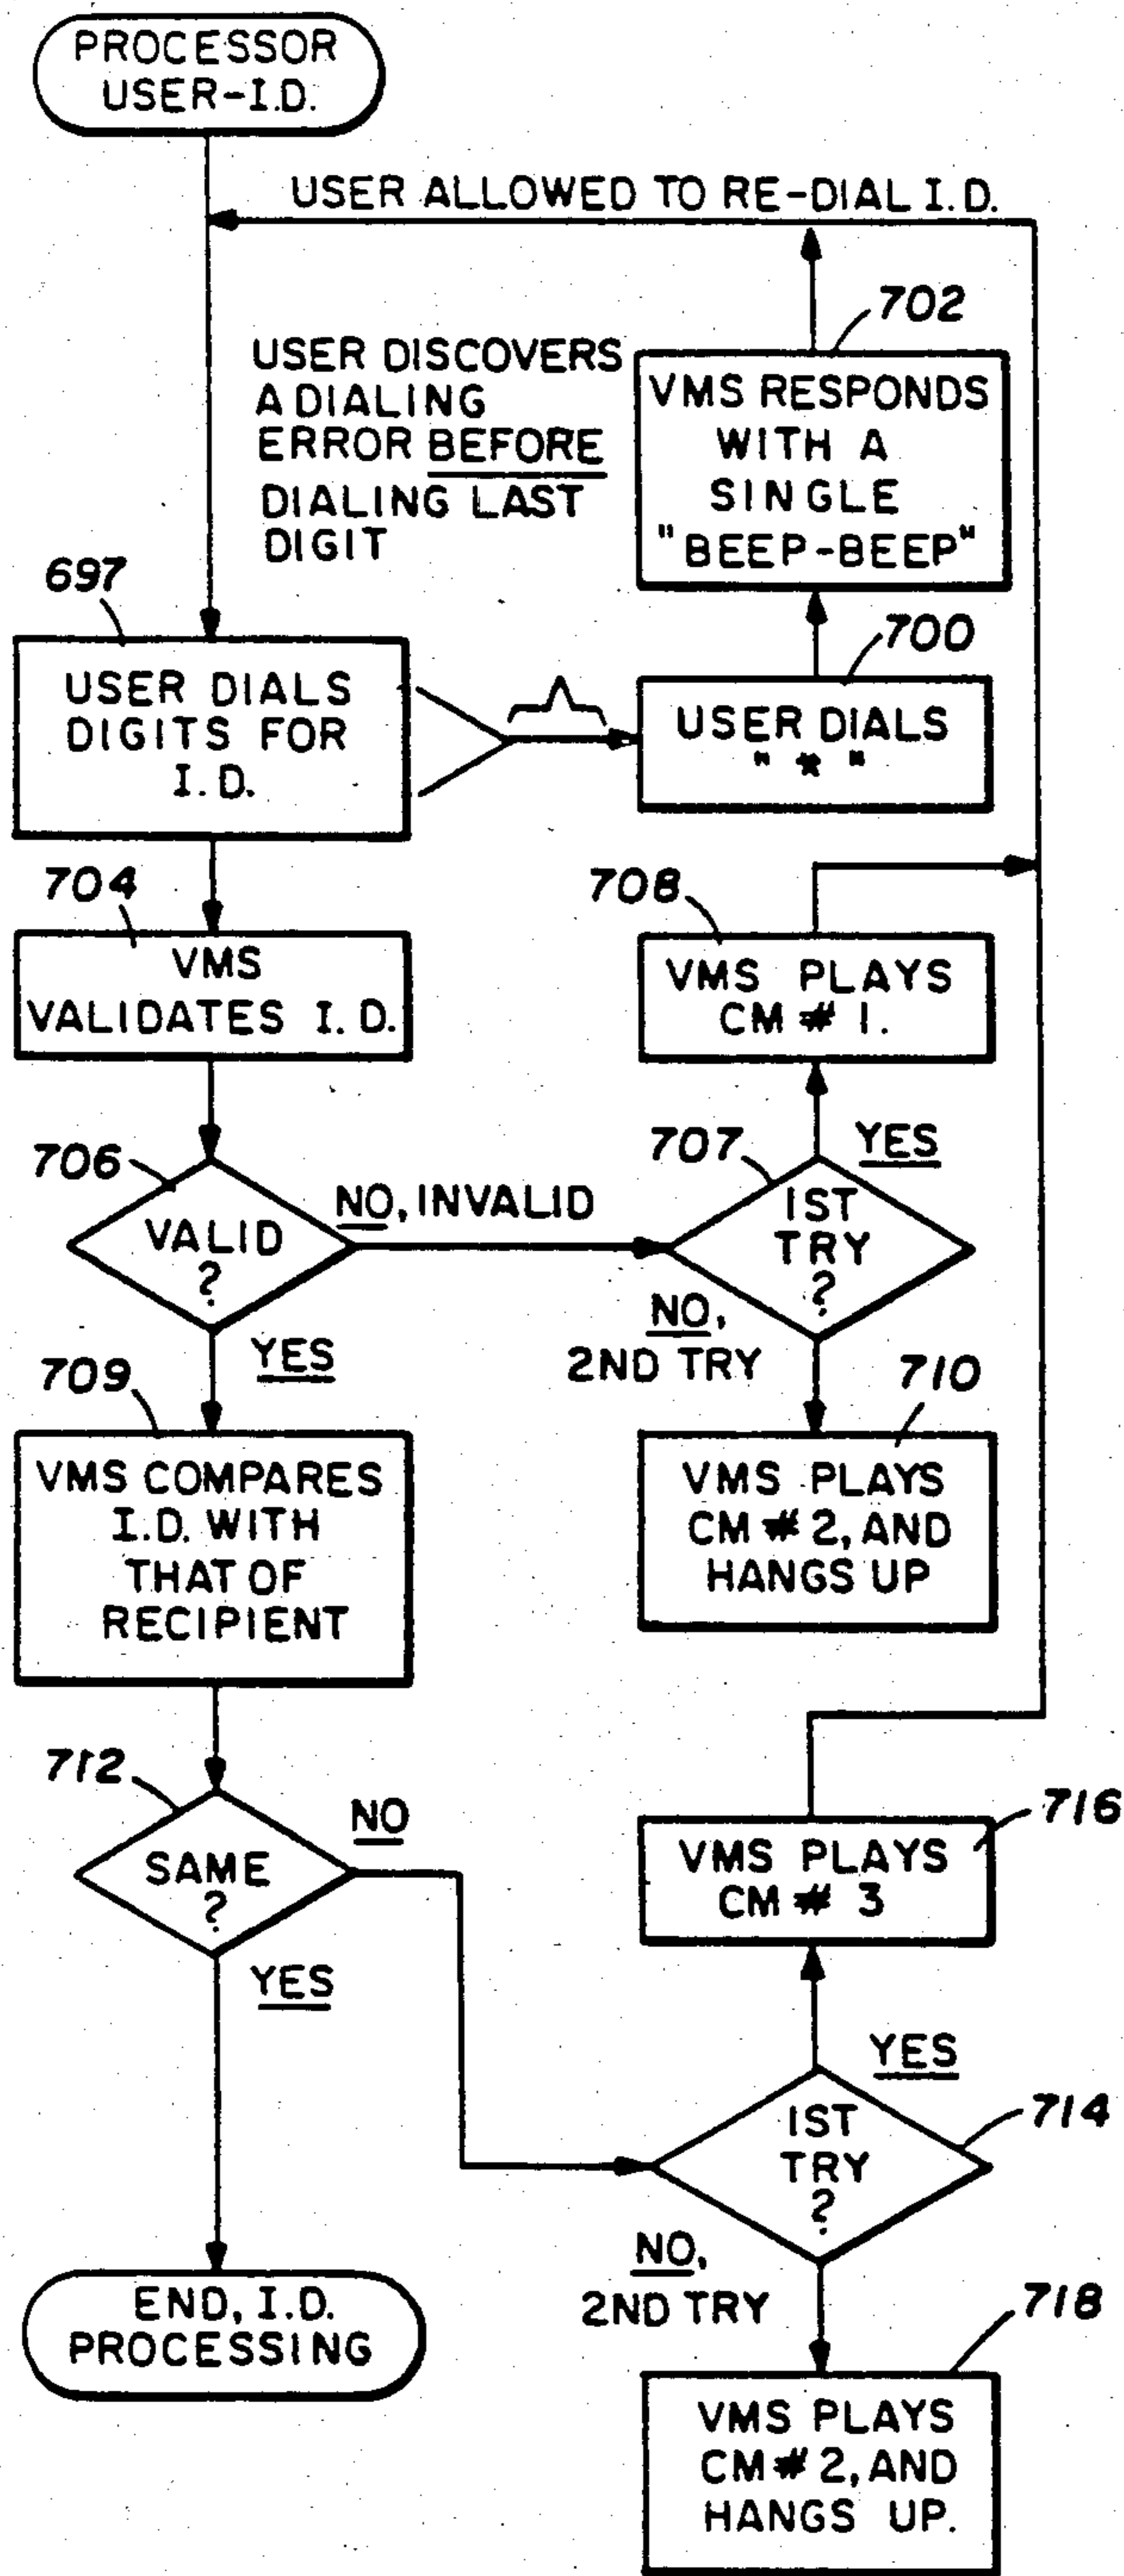 PROCESSOR
USER-I.D.
USER ALLOWED TO RE-DIAL I.D.
702
USER DISCOVERS
A DIALING
ERROR BEFORE
DIALING LAST
DIGIT
VMS RESPONDS
WITH A
SINGLE
"BEEP-BEEP"
697
USER DIALS
DIGITS FOR
I.D.
700
USER DIALS
"*"
704
VMS
VALIDATES I.D.
708
VMS PLAYS
CM # 1.
706
VALID
?
NO, INVALID
707
YES
1ST
TRY
?
NO,
2ND TRY
YES
709
VMS COMPARES
I.D. WITH
THAT OF
RECIPIENT
710
VMS PLAYS
CM # 2, AND
HANGS UP
712
SAME
?
NO
YES
716
VMS PLAYS
CM # 3
YES
714
1ST
TRY
?
NO,
2ND TRY
END, I.D.
PROCESSING
718
VMS PLAYS
CM # 2, AND
HANGS UP.